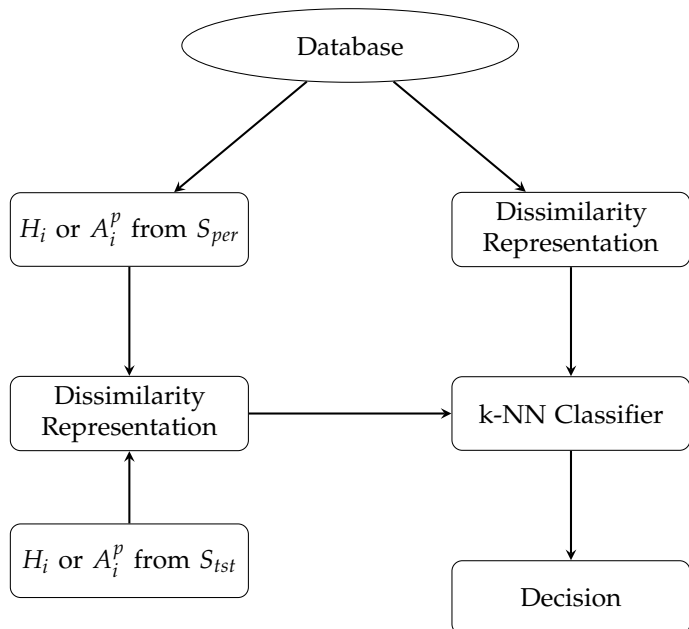 Database
H_i or A_i^p from S_per
Dissimilarity
Representation
Dissimilarity
Representation
k-NN Classifier
H_i or A_i^p from S_tst
Decision